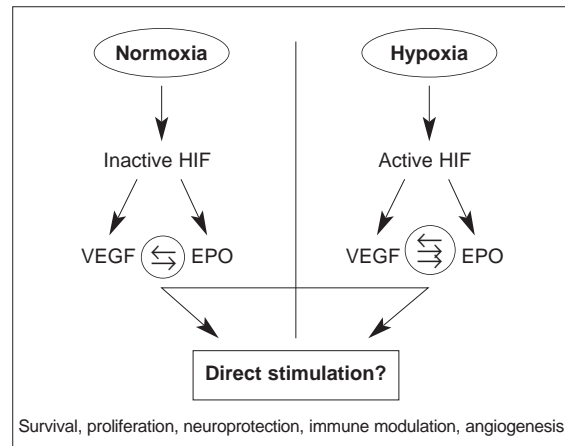 Normoxia
Hypoxia
Inactive HIF
Active HIF
VEGF
EPO
VEGF
EPO
Direct stimulation?
Survival, proliferation, neuroprotection, immune modulation, angiogenesis